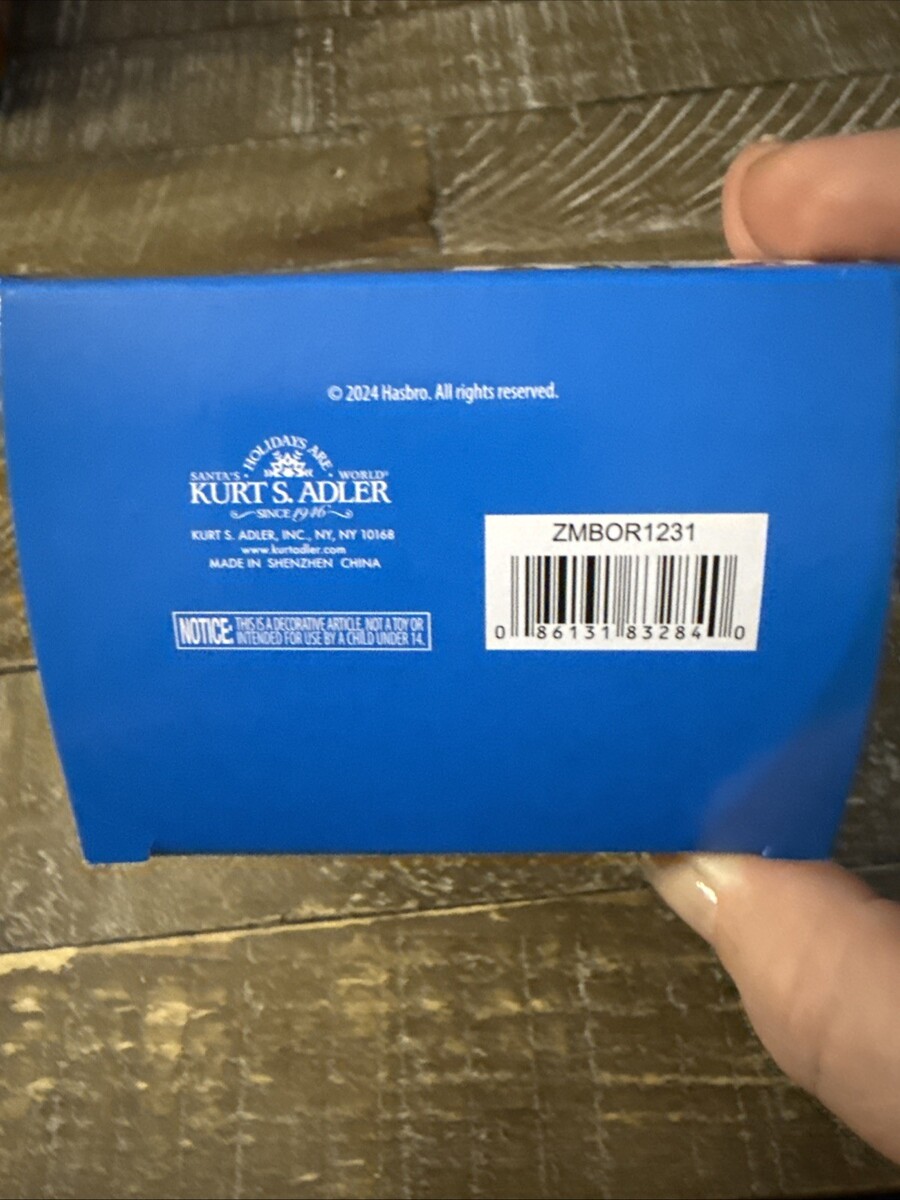 © 2024 Hasbro. All rights reserved.
HOLIDAYS ARE
SANTA'S · WORLD®
KURT S. ADLER
SINCE 1946
KURT S. ADLER, INC., NY, NY 10168
www.kurtadler.com
MADE IN SHENZHEN CHINA
NOTICE: THIS IS A DECORATIVE ARTICLE, NOT A TOY OR
INTENDED FOR USE BY A CHILD UNDER 14.
ZMBOR1231
0 86131 83284 0